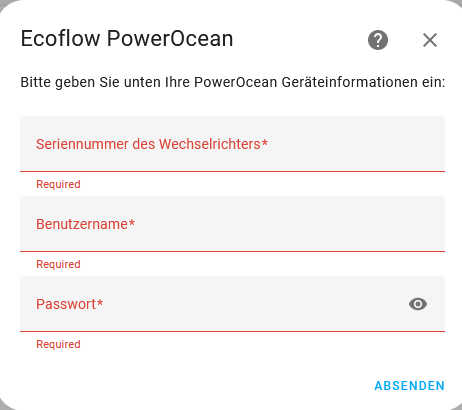 Ecoflow PowerOcean
Bitte geben Sie unten Ihre PowerOcean Geräteinformationen ein:
Seriennummer des Wechselrichters*
Required
Benutzername*
Required
Passwort*
Required
ABSENDEN